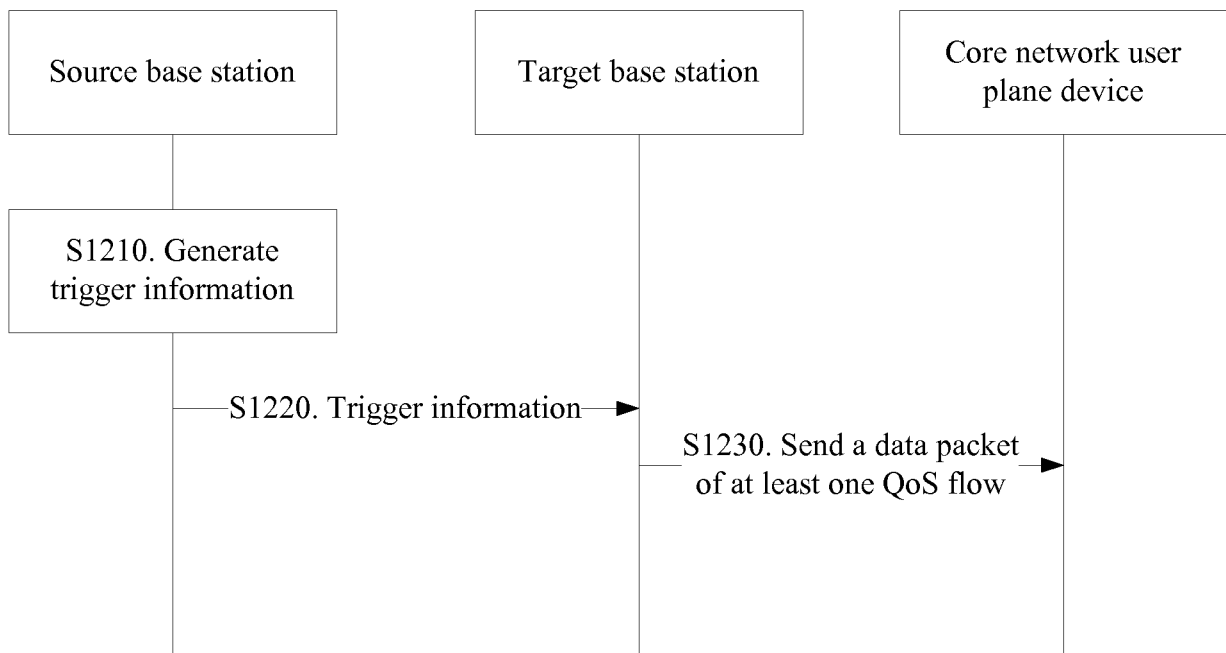 Source base station
Target base station
Core network user
plane device
S1210. Generate
trigger information
S1220. Trigger information
S1230. Send a data packet
of at least one QoS flow